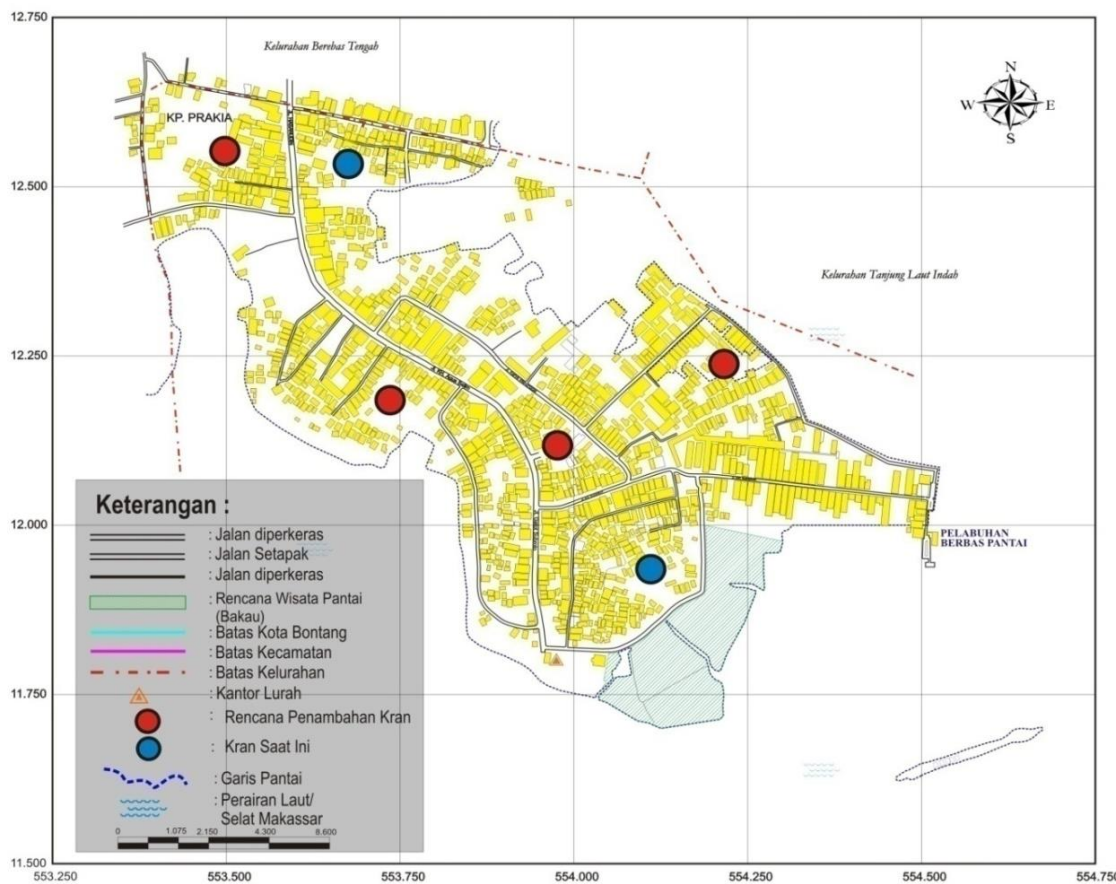 12.750
Kelurahan Berebas Tengah
N
W E
S
KP. PRAKIA
12.500
Kelurahan Tanjung Laut Indah
12.250
12.000
PELABUHAN
BERBAS PANTAI
11.750
11.500
Keterangan :
: Jalan diperkeras
: Jalan Setapak
: Jalan diperkeras
: Rencana Wisata Pantai
(Bakau)
: Batas Kota Bontang
: Batas Kecamatan
: Batas Kelurahan
: Kantor Lurah
: Rencana Penambahan Kran
: Kran Saat Ini
: Garis Pantai
: Perairan Laut/
Selat Makassar
0 1.075 2.150 4.300 8.600
553.250 553.500 553.750 554.000 554.250 554.500 554.750